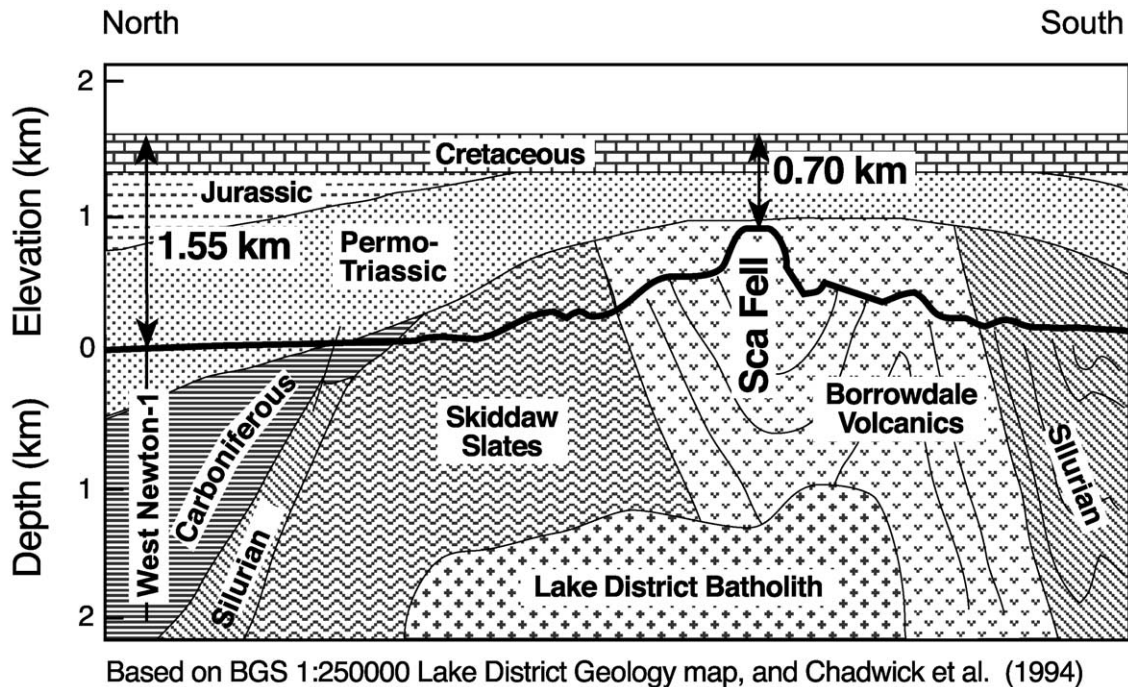 North
South
2
Cretaceous
0.70 km
Jurassic
1
1.55 km
Permo-
Triassic
Elevation (km)
Sca Fell
0
Carboniferous
Skiddaw
Slates
Borrowdale
Volcanics
Silurian
Depth (km)
1
West Newton-1
Silurian
Lake District Batholith
2
Based on BGS 1:250000 Lake District Geology map, and Chadwick et al. (1994)